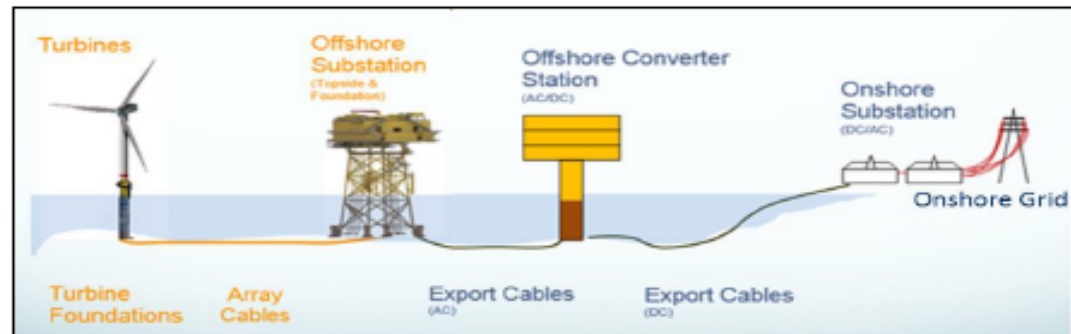 Turbines
Offshore
Substation
(Topside &
Foundation)
Offshore Converter
Station
(AC/DC)
Onshore
Substation
(DC/AC)
Onshore Grid
Turbine
Foundations
Array
Cables
Export Cables
(AC)
Export Cables
(DC)